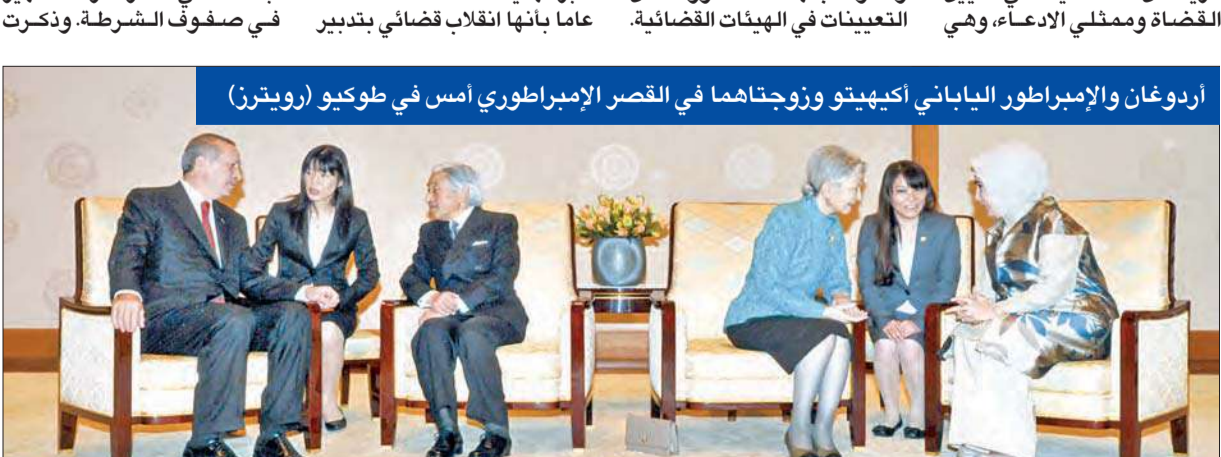 القضاة وممثلي الادعاء، وهي
التعيينات في الهيئات القضائية.
عاما بأنها انقلاب قضائي بتدبير
في صفوف الشرطة. وذكرت
أردوغان والإمبراطور الياباني أكيهيتو وزوجتاهما في القصر الإمبراطوري أمس في طوكيو (رويترز)